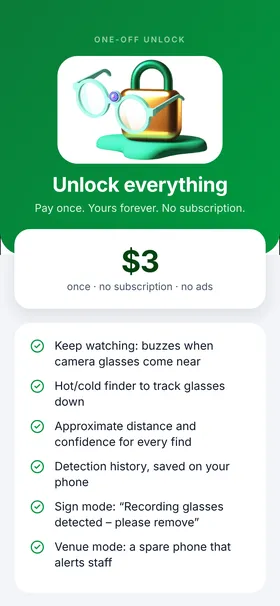 ONE-OFF UNLOCK
Unlock everything
Pay once. Yours forever. No subscription.
$3
once · no subscription · no ads
Keep watching: buzzes when
camera glasses come near
Hot/cold finder to track glasses
down
Approximate distance and
confidence for every find
Detection history, saved on your
phone
Sign mode: “Recording glasses
detected – please remove”
Venue mode: a spare phone that
alerts staff